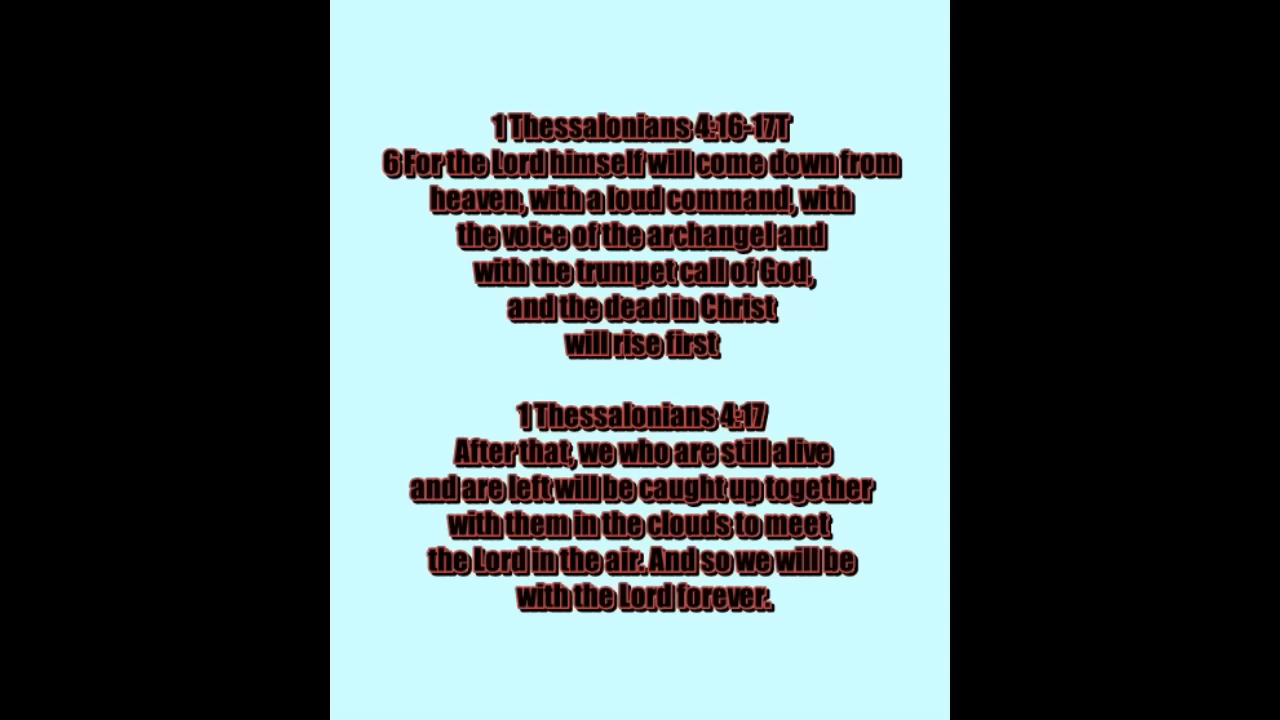 1 Thessalonians 4:16-17T
6 For the Lord himself will come down from
heaven, with a loud command, with
the voice of the archangel and
with the trumpet call of God,
and the dead in Christ
will rise first
1 Thessalonians 4:17
After that, we who are still alive
and are left will be caught up together
with them in the clouds to meet
the Lord in the air. And so we will be
with the Lord forever.